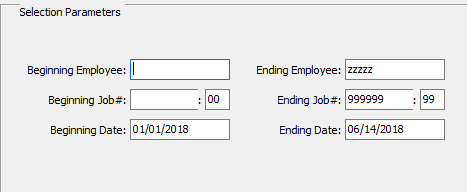 Selection Parameters
Beginning Employee: Ending Employee: zzzzz
Beginning Job#: : 00 Ending Job#: 999999 : 99
Beginning Date: 01/01/2018 Ending Date: 06/14/2018